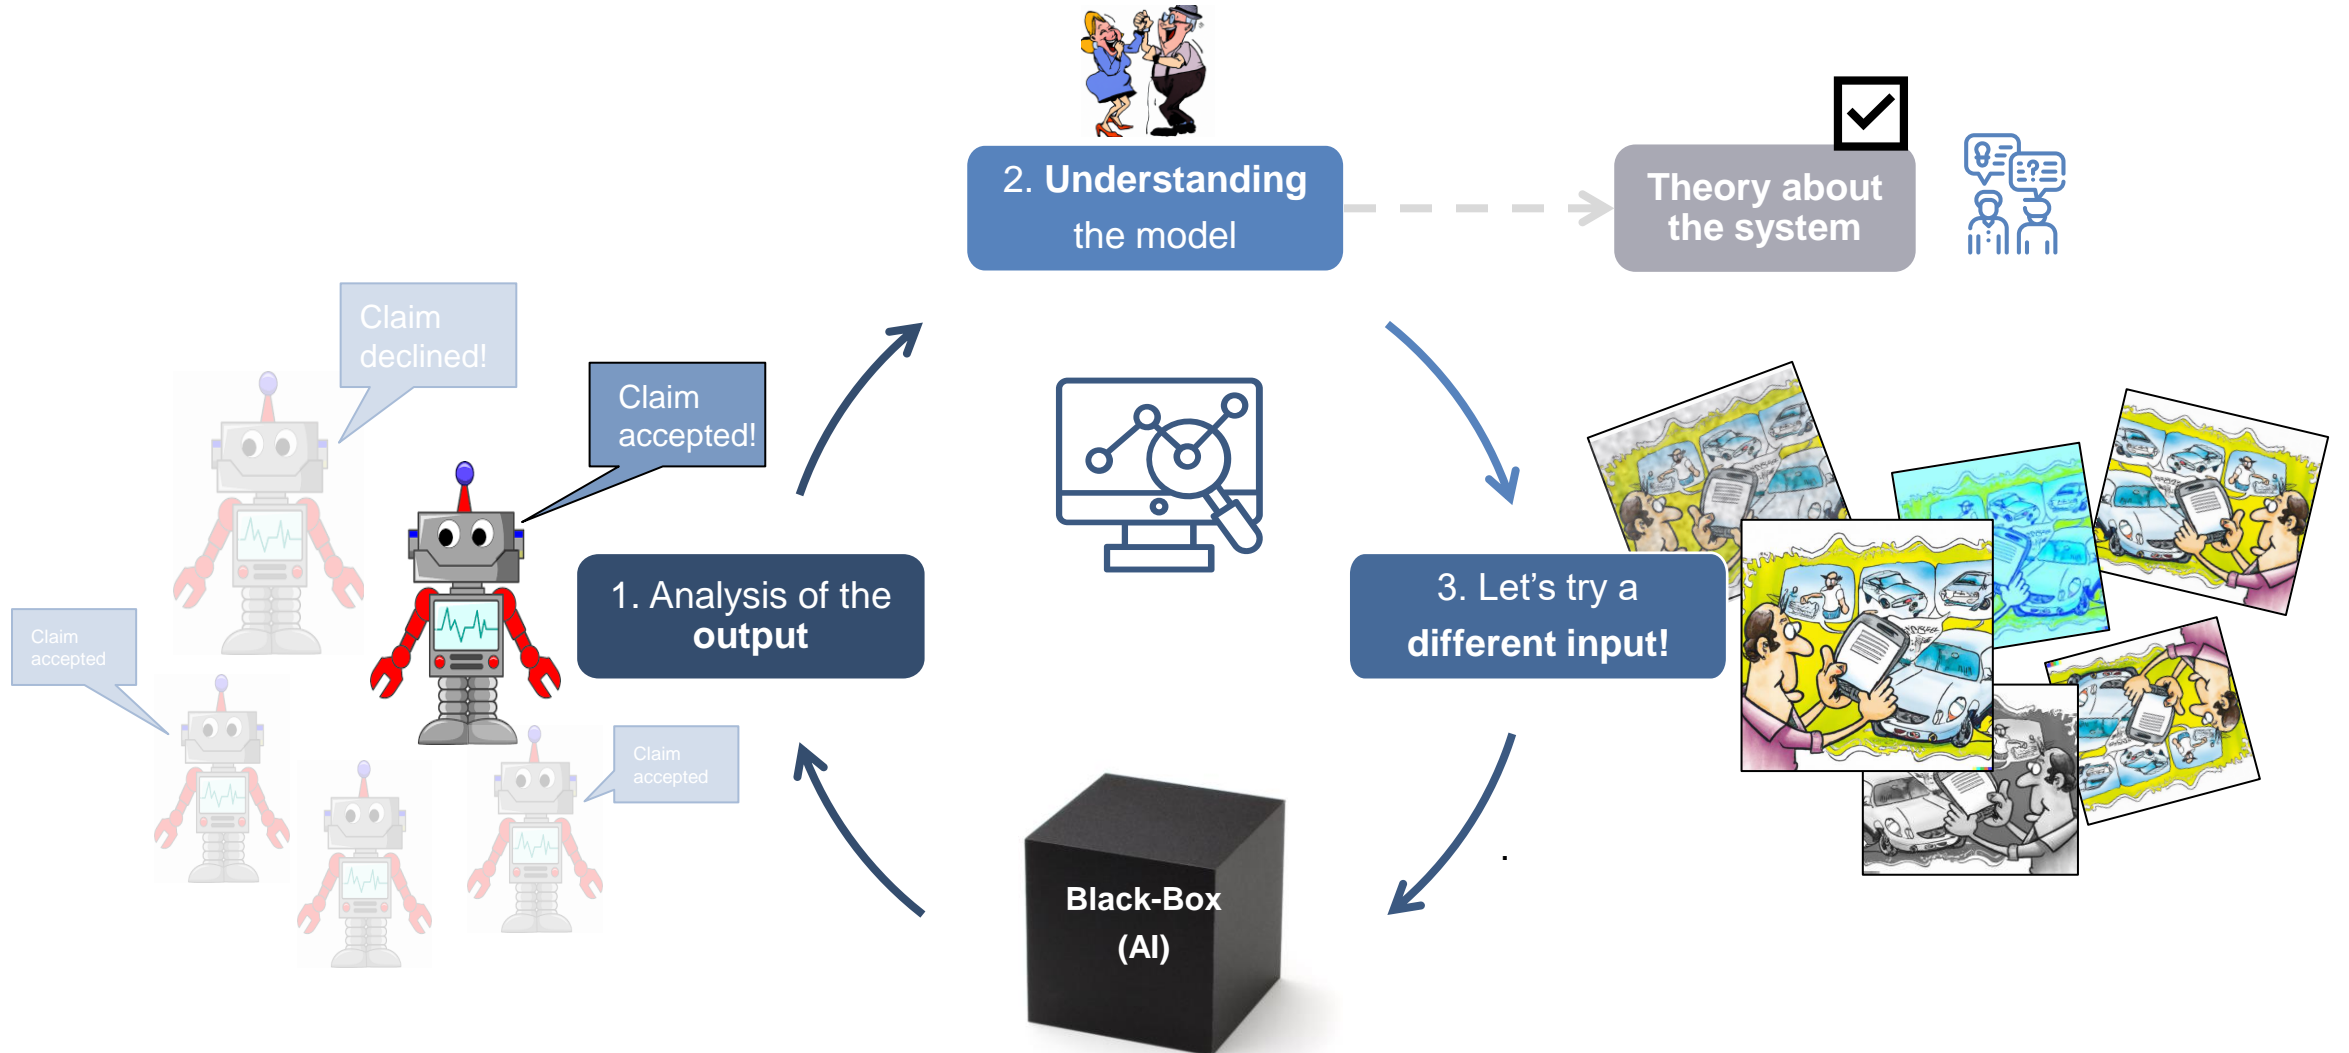 2. Understanding
the model
Theory about
the system
Claim
declined!
Claim
accepted!
1. Analysis of the
output
3. Let’s try a
different input!
Claim
accepted
Claim
accepted
Black-Box
(AI)
.